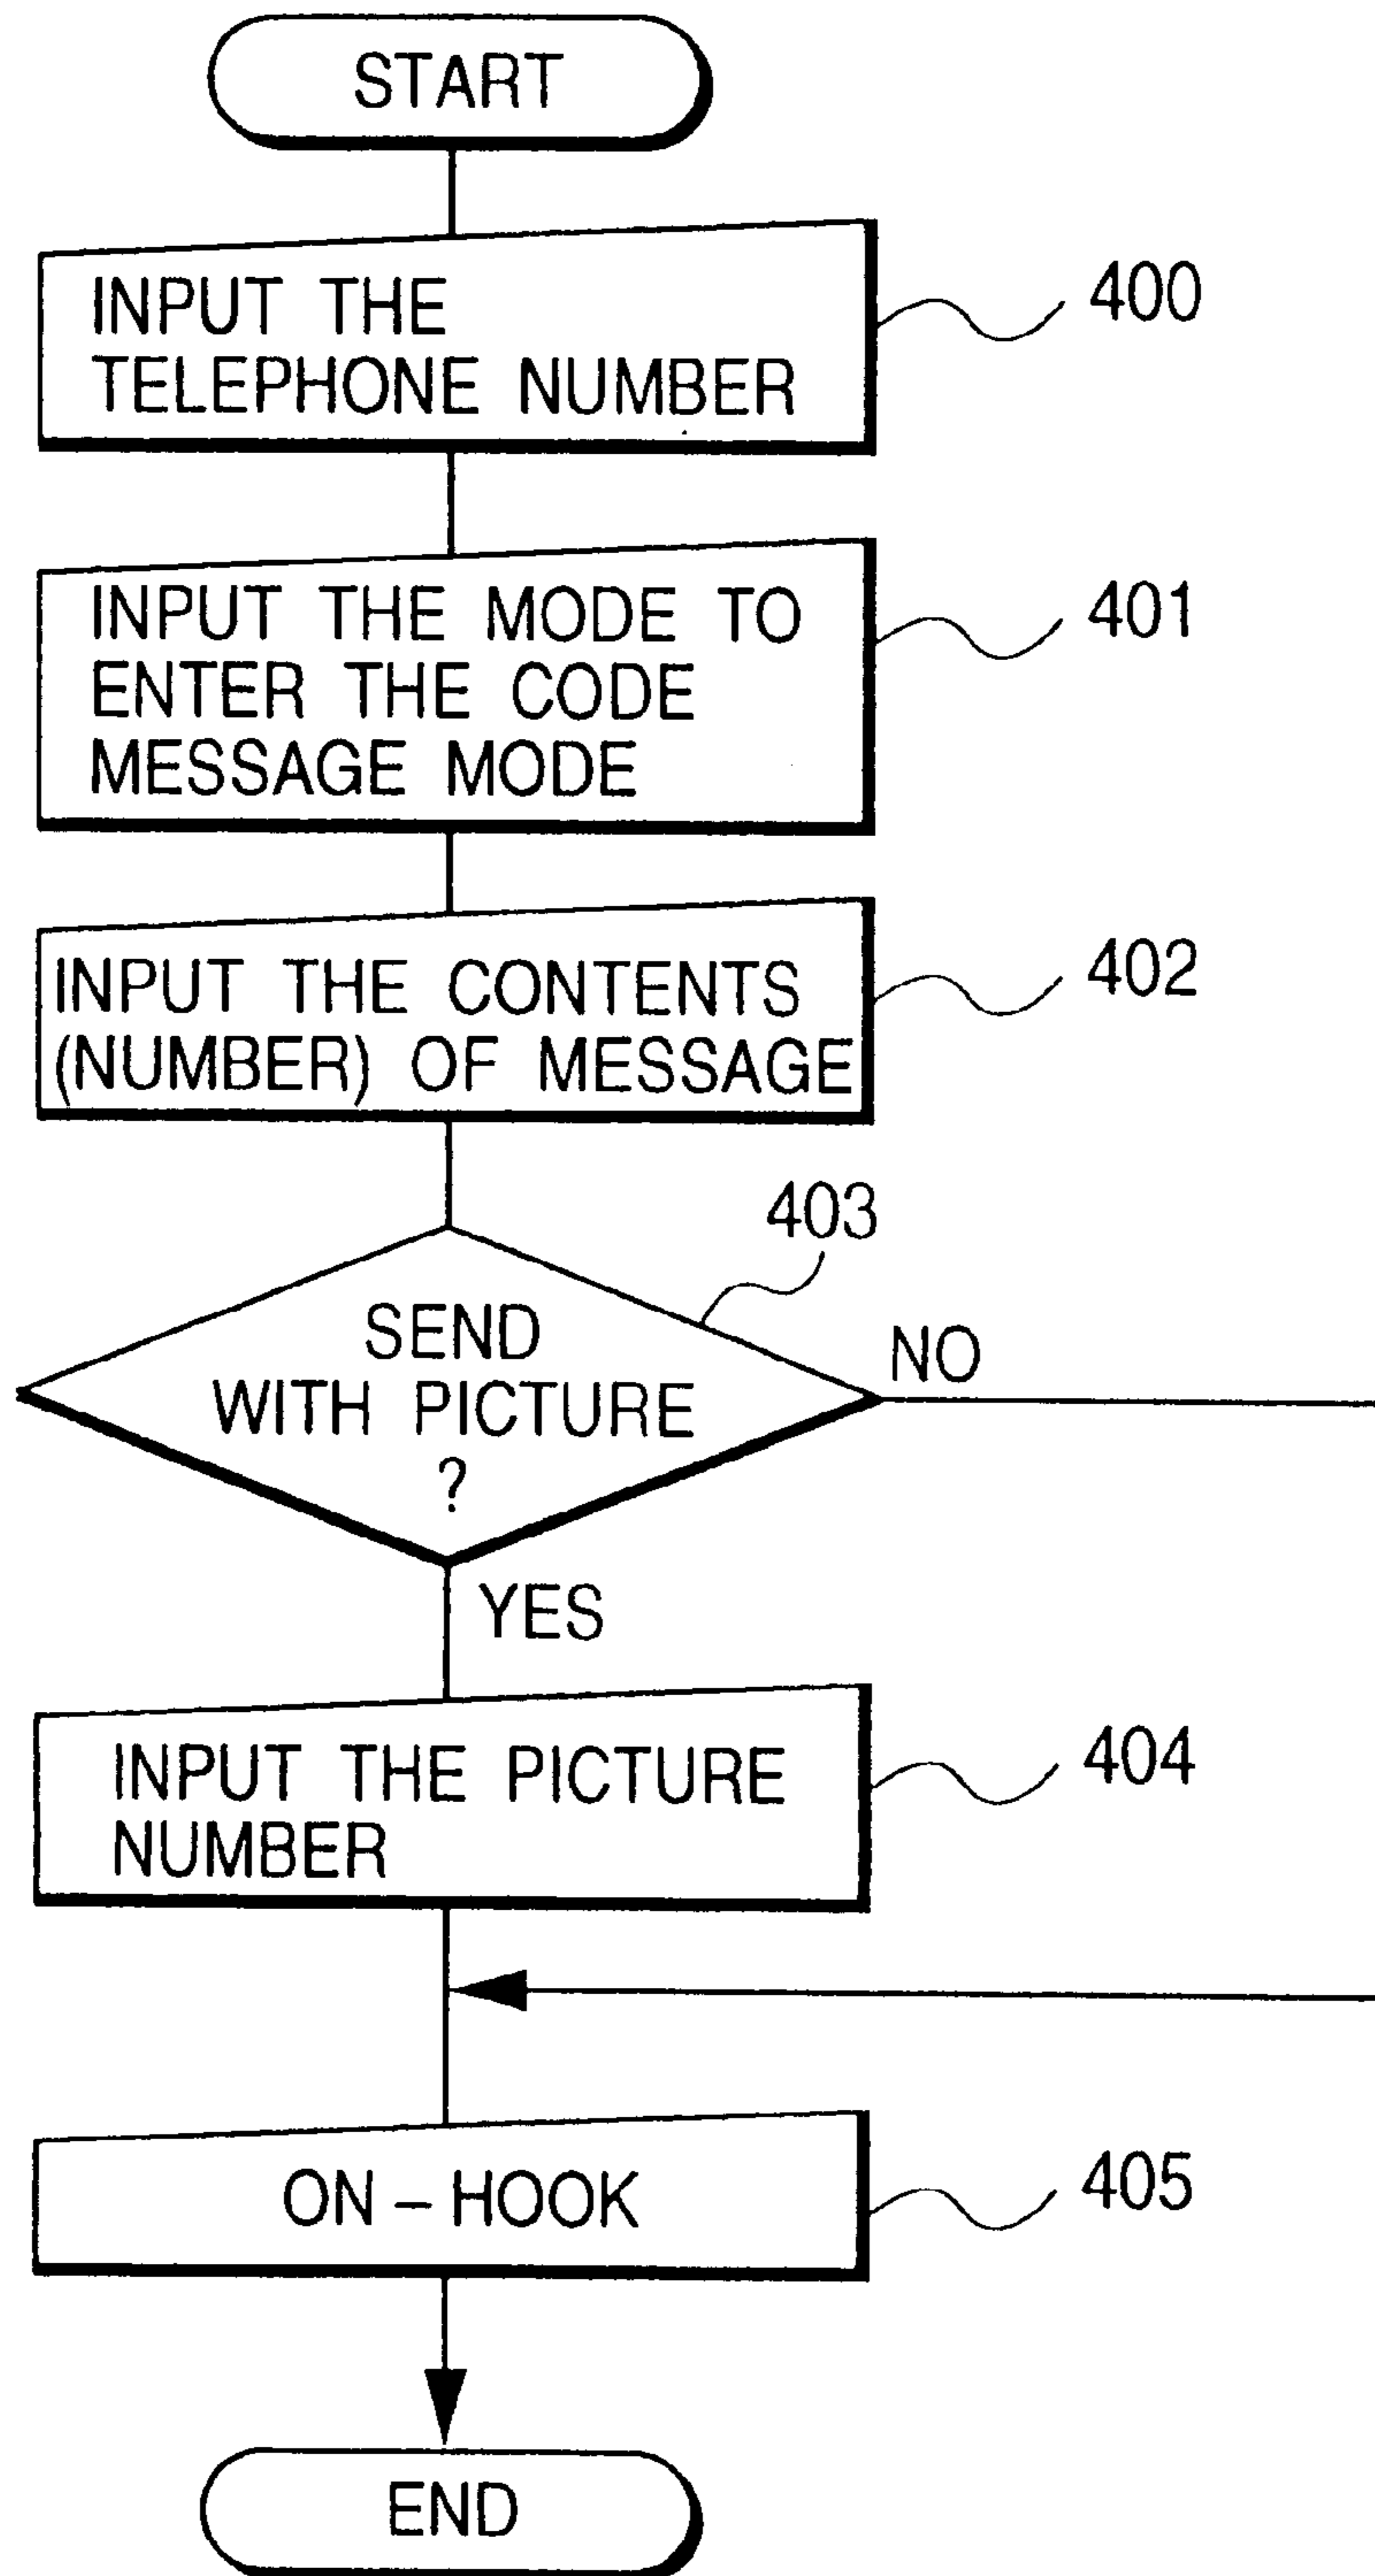 START
INPUT THE
TELEPHONE NUMBER
400
INPUT THE MODE TO
ENTER THE CODE
MESSAGE MODE
401
INPUT THE CONTENTS
(NUMBER) OF MESSAGE
402
403
SEND
WITH PICTURE
?
NO
YES
INPUT THE PICTURE
NUMBER
404
ON-HOOK
405
END